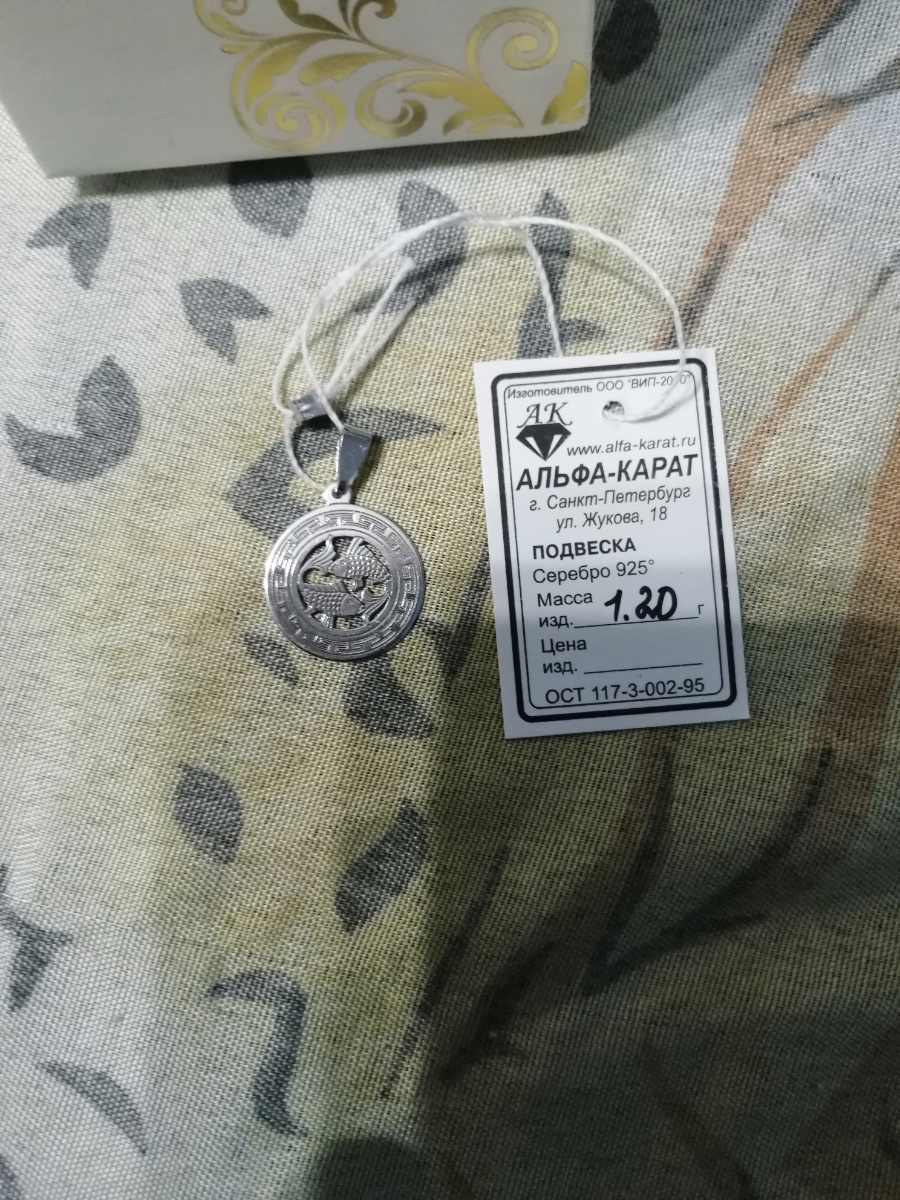 Изготовитель ООО "ВИП-2000"
АК
www.alfa-karat.ru
АЛЬФА-КАРАТ
г. Санкт-Петербург
ул. Жукова, 18
ПОДВЕСКА
Серебро 925°
Масса
изд. 1.20 г
Цена
изд.
ОСТ 117-3-002-95